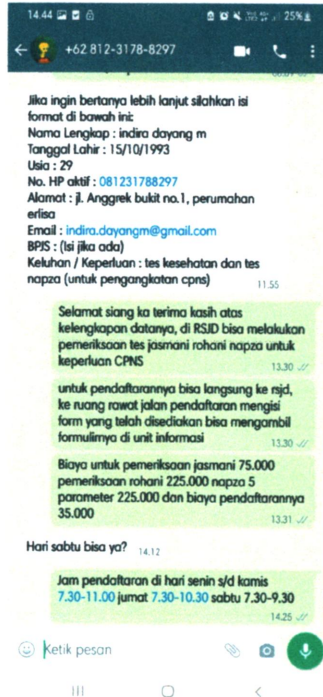 14.44
25%
+62 812-3178-8297
Jika ingin bertanya lebih lanjut silahkan isi
format di bawah ini:
Nama Lengkap : indira dayang m
Tanggal Lahir : 15/10/1993
Usia : 29
No. HP aktif : 081231788297
Alamat : jl. Anggrek bukit no.1, perumahan
erlisa
Email : indira.dayangm@gmail.com
BPJS : (Isi jika ada)
Keluhan / Keperluan : tes kesehatan dan tes
napza (untuk pengangkatan cpns)
11.55
Selamat siang ka terima kasih atas
kelengkapan datanya, di RSJD bisa melakukan
pemeriksaan tes jasmani rohani napza untuk
keperluan CPNS
13.30
untuk pendaftarannya bisa langsung ke rsjd,
ke ruang rawat jalan pendaftaran mengisi
form yang telah disediakan bisa mengambil
formulirnya di unit informasi
13.30
Biaya untuk pemeriksaan jasmani 75.000
pemeriksaan rohani 225.000 napza 5
parameter 225.000 dan biaya pendaftarannya
35.000
13.31
Hari sabtu bisa ya?
14.12
Jam pendaftaran di hari senin s/d kamis
7.30-11.00 jumat 7.30-10.30 sabtu 7.30-9.30
14.25
Ketik pesan